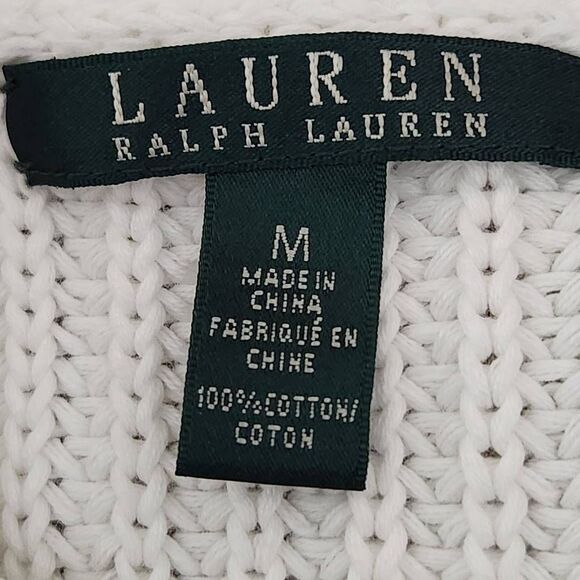 LAUREN
RALPH LAUREN
M
MADE IN
CHINA
FABRIQUÉ EN
CHINE
100%COTTON/
COTON